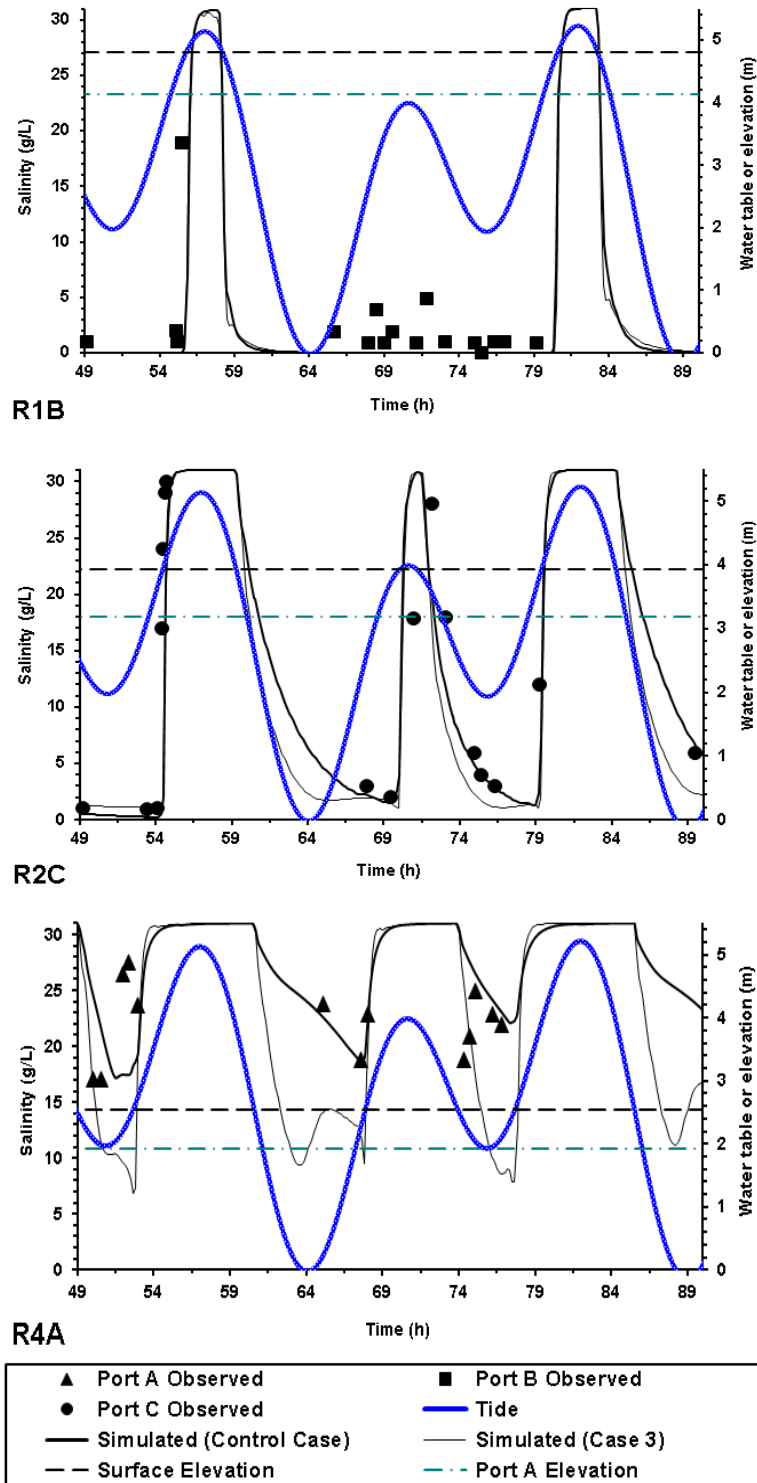 30
25
20
15
10
5
0
Salinity (g/L)
5
4
3
2
1
0
Water table or elevation (m)
49 54 59 64 69 74 79 84 89
Time (h)
R1B
30
25
20
15
10
5
0
Salinity (g/L)
5
4
3
2
1
0
Water table or elevation (m)
49 54 59 64 69 74 79 84 89
Time (h)
R2C
30
25
20
15
10
5
0
Salinity (g/L)
5
4
3
2
1
0
Water table or elevation (m)
49 54 59 64 69 74 79 84 89
Time (h)
R4A
Port A Observed Port B Observed
Port C Observed Tide
Simulated (Control Case) Simulated (Case 3)
Surface Elevation Port A Elevation